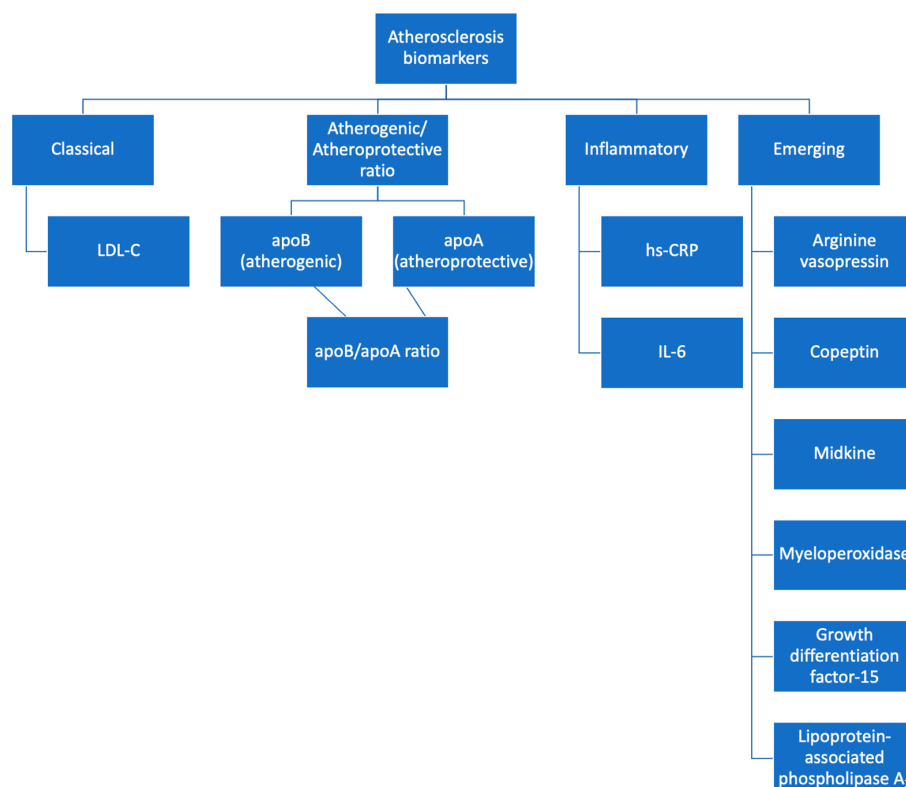 Atherosclerosis
biomarkers
Classical
Atherogenic/
Atheroprotective
ratio
Inflammatory
Emerging
LDL-C
apoB
(atherogenic)
apoA
(atheroprotective)
hs-CRP
Arginine
vasopressin
apoB/apoA ratio
IL-6
Copeptin
Midkine
Myeloperoxidase
Growth
differentiation
factor-15
Lipoprotein-
associated
phospholipase A